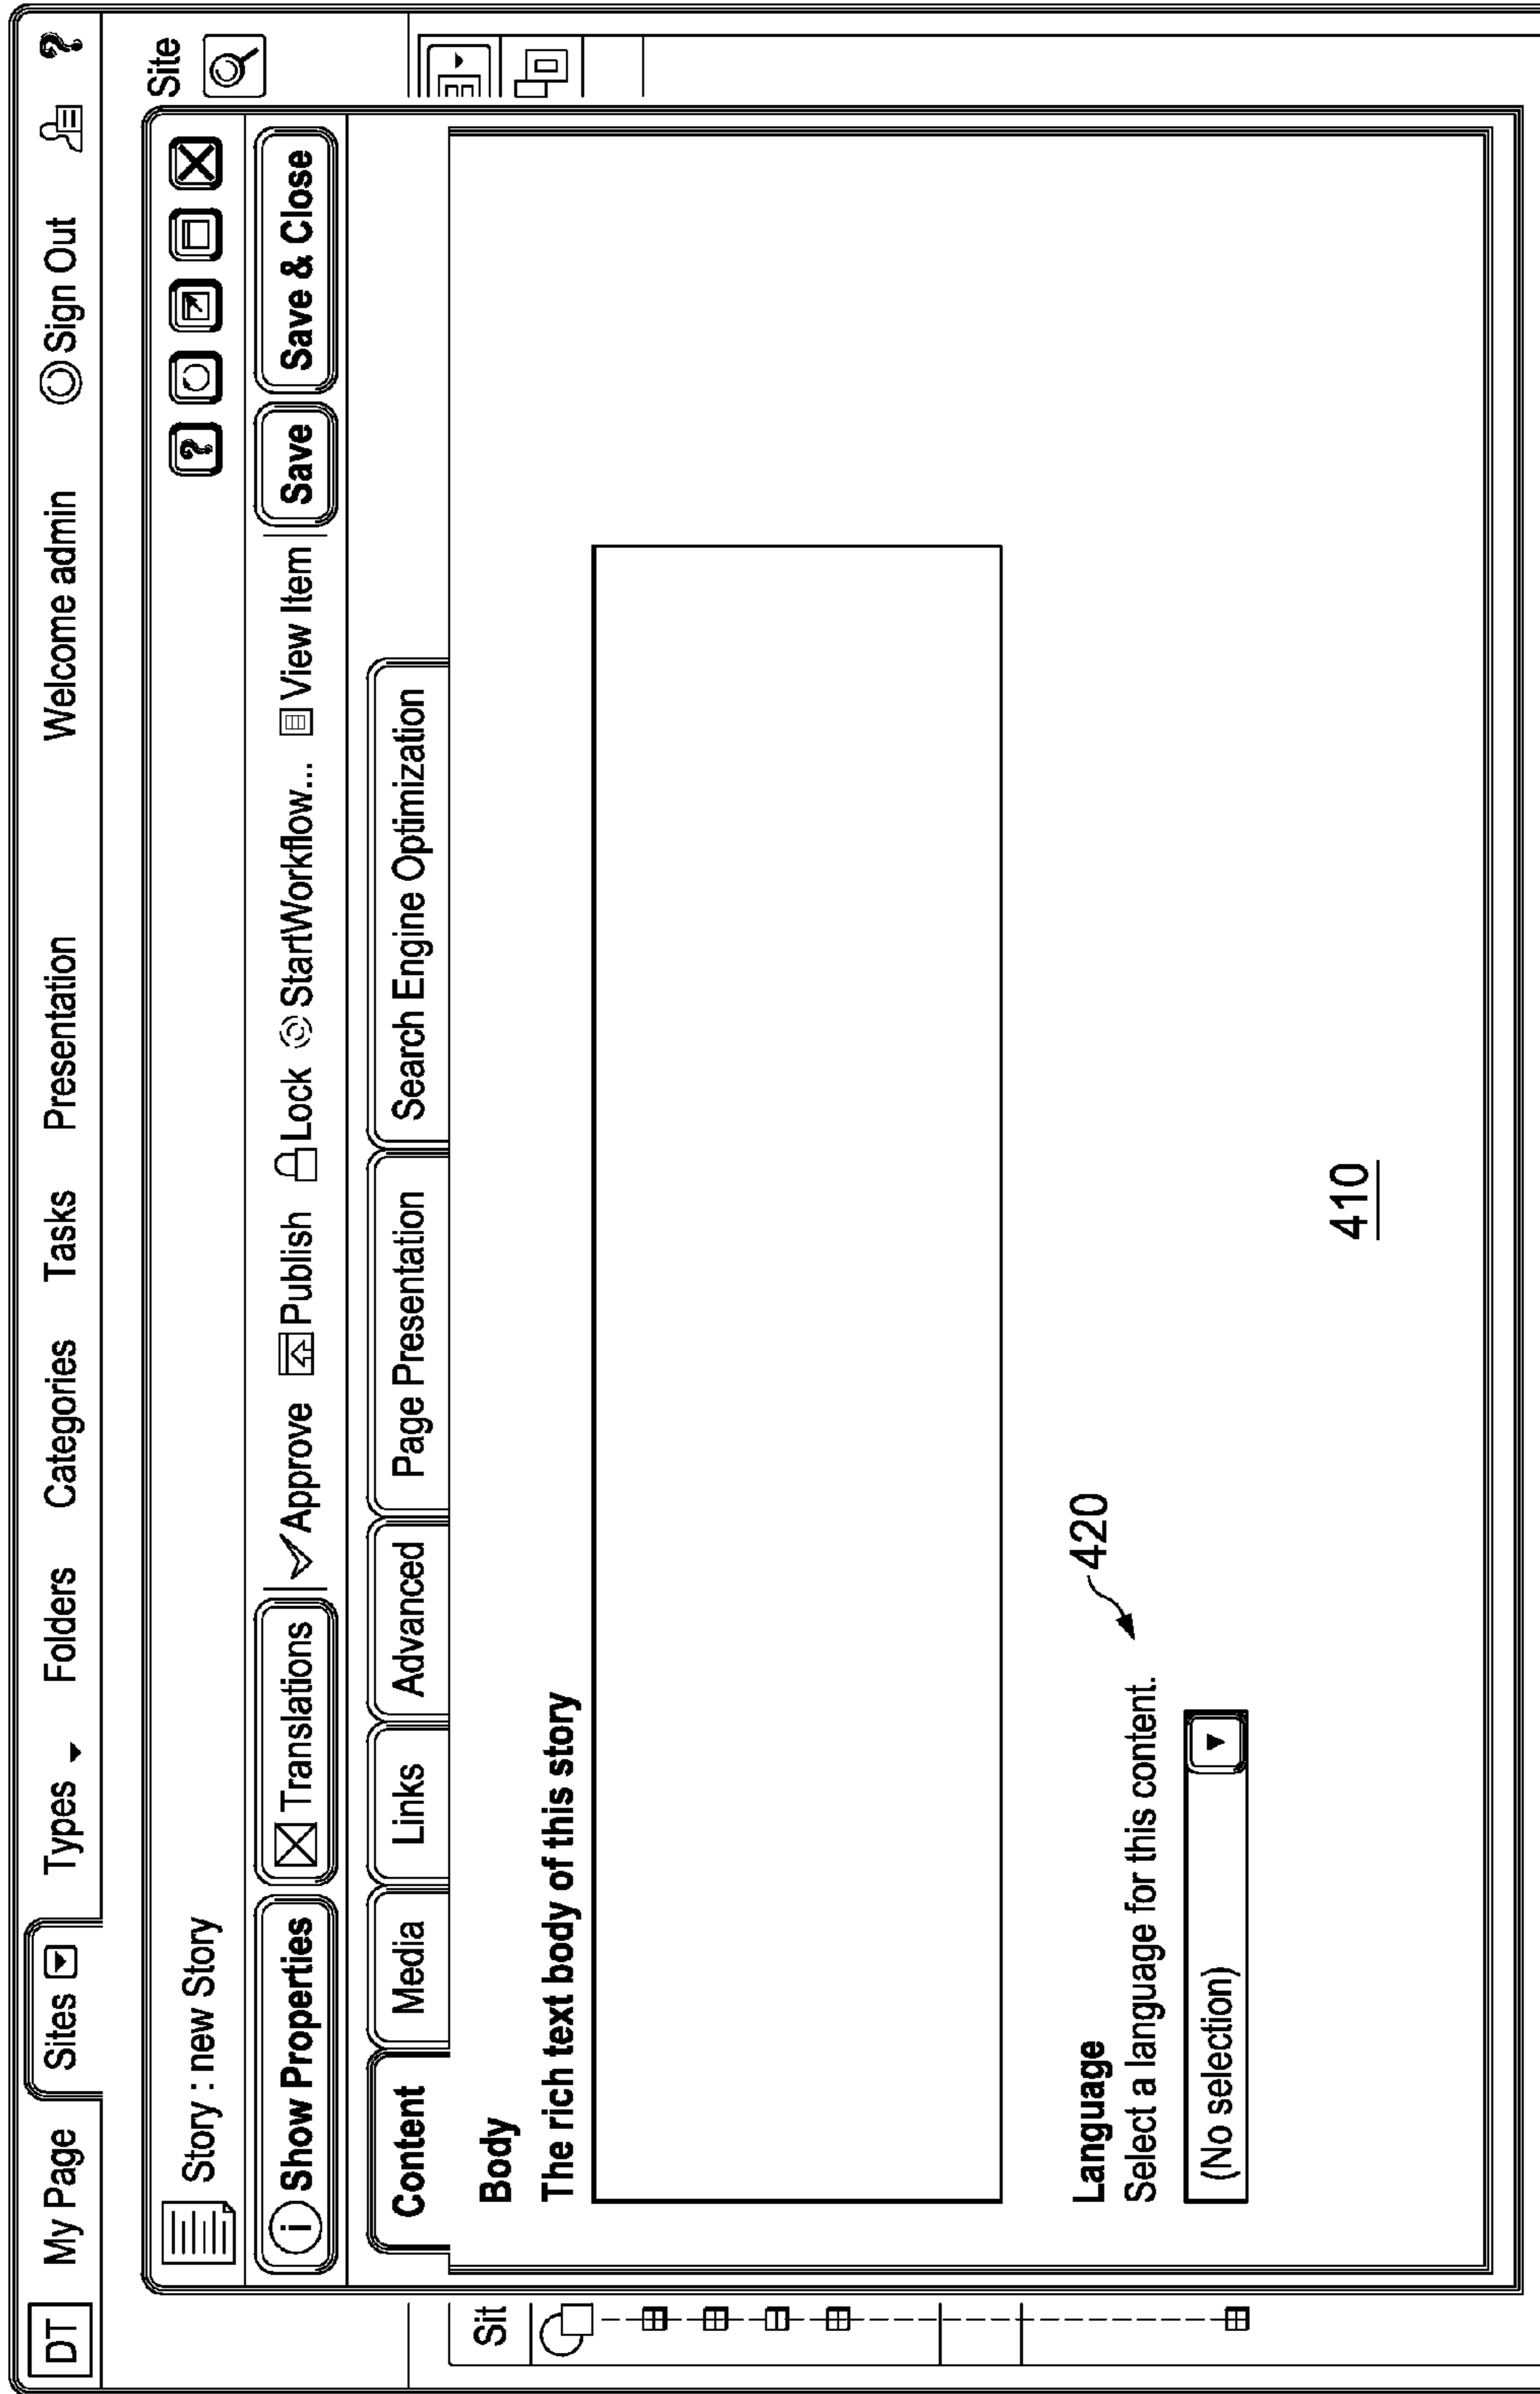 DT My Page Sites Types Folders Categories Tasks Presentation Welcome admin Sign Out ?
Site
Story : new Story ?
i Show Properties Translations Approve Publish Lock StartWorkflow... View Item Save Save & Close
Content Media Links Advanced Page Presentation Search Engine Optimization
Sit
Body
The rich text body of this story
Language
420
Select a language for this content.
(No selection)
410